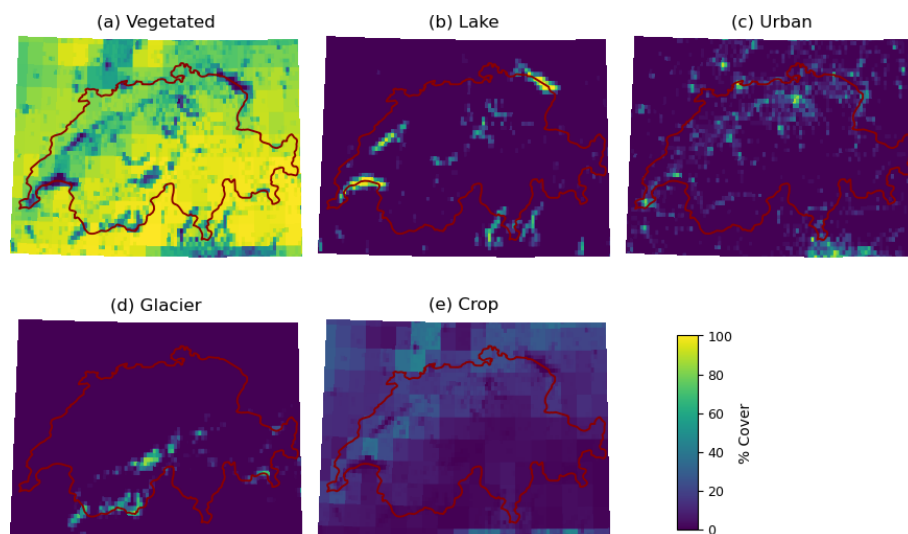 (a) Vegetated
(b) Lake
(c) Urban
(d) Glacier
(e) Crop
100
80
60
40
20
0
% Cover